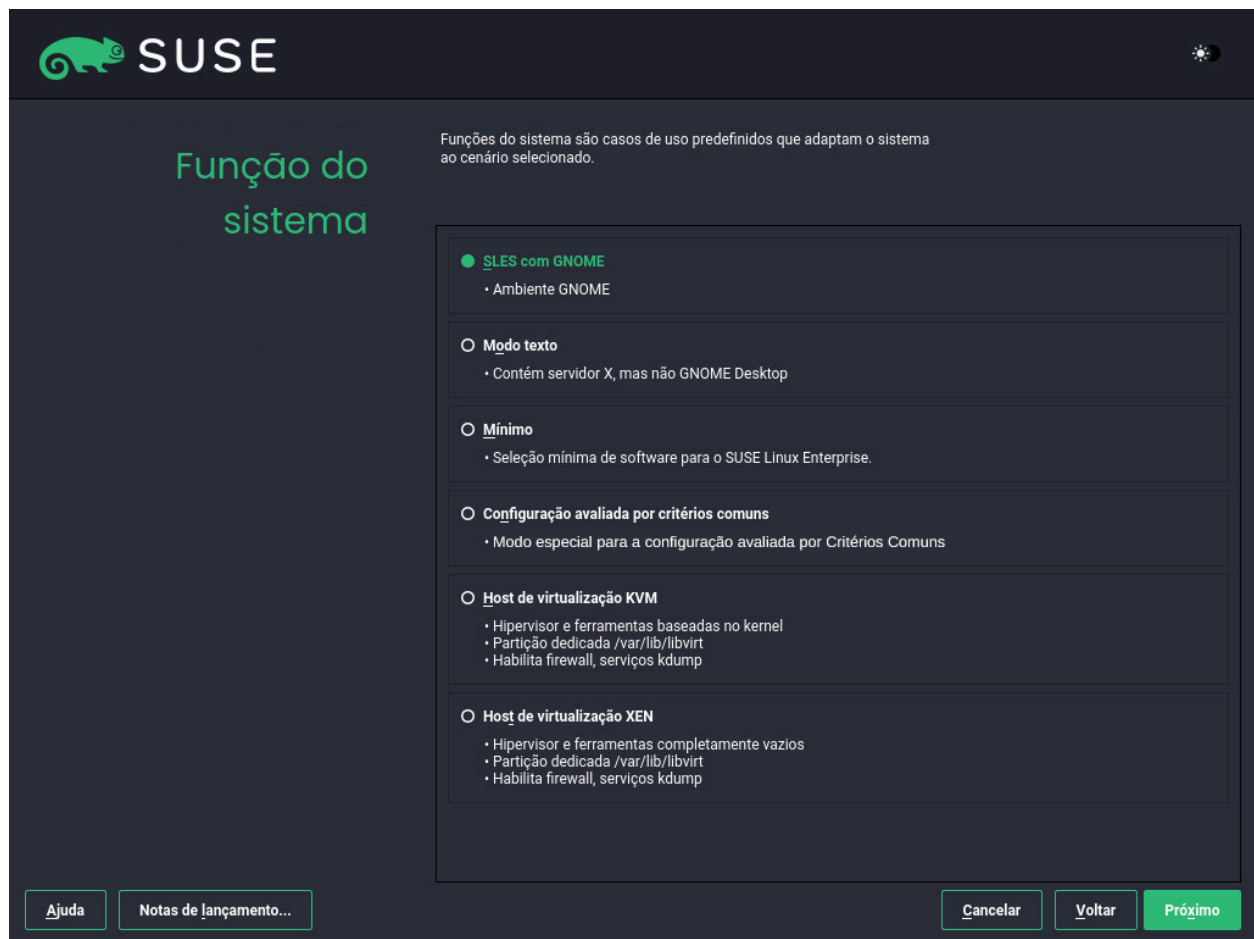 SUSE
Função do
sistema
Funções do sistema são casos de uso predefinidos que adaptam o sistema
ao cenário selecionado.
SLES com GNOME
• Ambiente GNOME
Modo texto
• Contém servidor X, mas não GNOME Desktop
Mínimo
• Seleção mínima de software para o SUSE Linux Enterprise.
Configuração avaliada por critérios comuns
• Modo especial para a configuração avaliada por Critérios Comuns
Host de virtualização KVM
• Hipervisor e ferramentas baseadas no kernel
• Partição dedicada /var/lib/libvirt
• Habilita firewall, serviços kdump
Host de virtualização XEN
• Hipervisor e ferramentas completamente vazios
• Partição dedicada /var/lib/libvirt
• Habilita firewall, serviços kdump
Ajuda
Notas de lançamento...
Cancelar
Voltar
Próximo